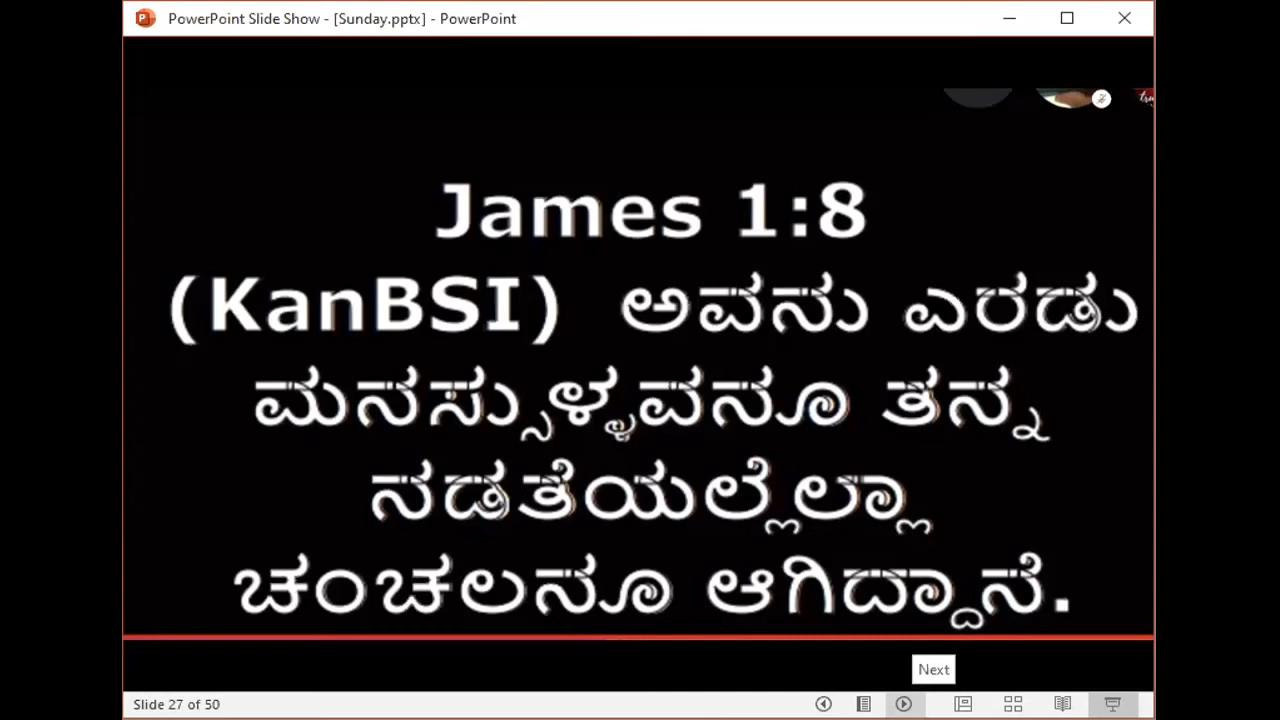 PowerPoint Slide Show - [Sunday.pptx] - PowerPoint
James 1:8
(KanBSI) ಅವನು ಎರಡು
ಮನಸ್ಸುಳ್ಳವನೂ ತನ್ನ
ನಡತೆಯಲ್ಲೆಲ್ಲಾ
ಚಂಚಲನೂ ಆಗಿದ್ದಾನೆ.
Next
Slide 27 of 50